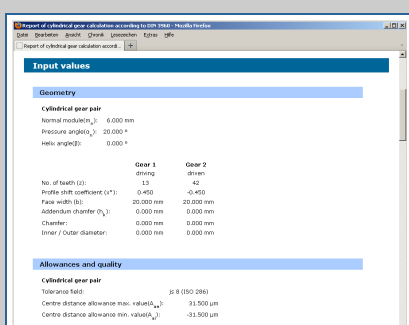 Report of cylindrical gear calculation according to DIN 3960 - Mozilla Firefox
Datei Bearbeiten Ansicht Chronik Lesezeichen Extras Hilfe
Report of cylindrical gear calculation accordi... +
Input values
Geometry
Cylindrical gear pair
Normal module(mn): 6.000 mm
Pressure angle(αn): 20.000 °
Helix angle(β): 0.000 °
Gear 1 Gear 2
driving driven
No. of teeth (z): 13 42
Profile shift coefficient (x*): 0.450 -0.450
Face width (b): 20.000 mm 20.000 mm
Addendum chamfer (hk): 0.000 mm 0.000 mm
Chamfer: 0.000 mm 0.000 mm
Inner / Outer diameter: 0.000 mm 0.000 mm
Allowances and quality
Cylindrical gear pair
Tolerance field: js 8 (ISO 286)
Centre distance allowance max. value(Aae): 31.500 µm
Centre distance allowance min. value(Aai): -31.500 µm